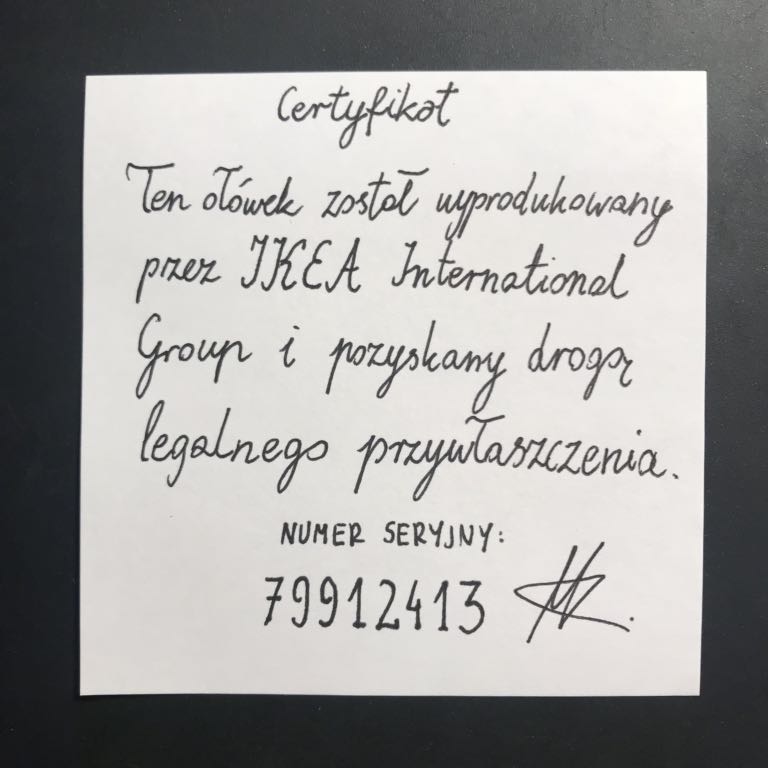 Certyfikat
Ten ołówek został wyprodukowany
przez IKEA International
Group i pozyskany drogą
legalnego przywłaszczenia.
NUMER SERYJNY:
79912413